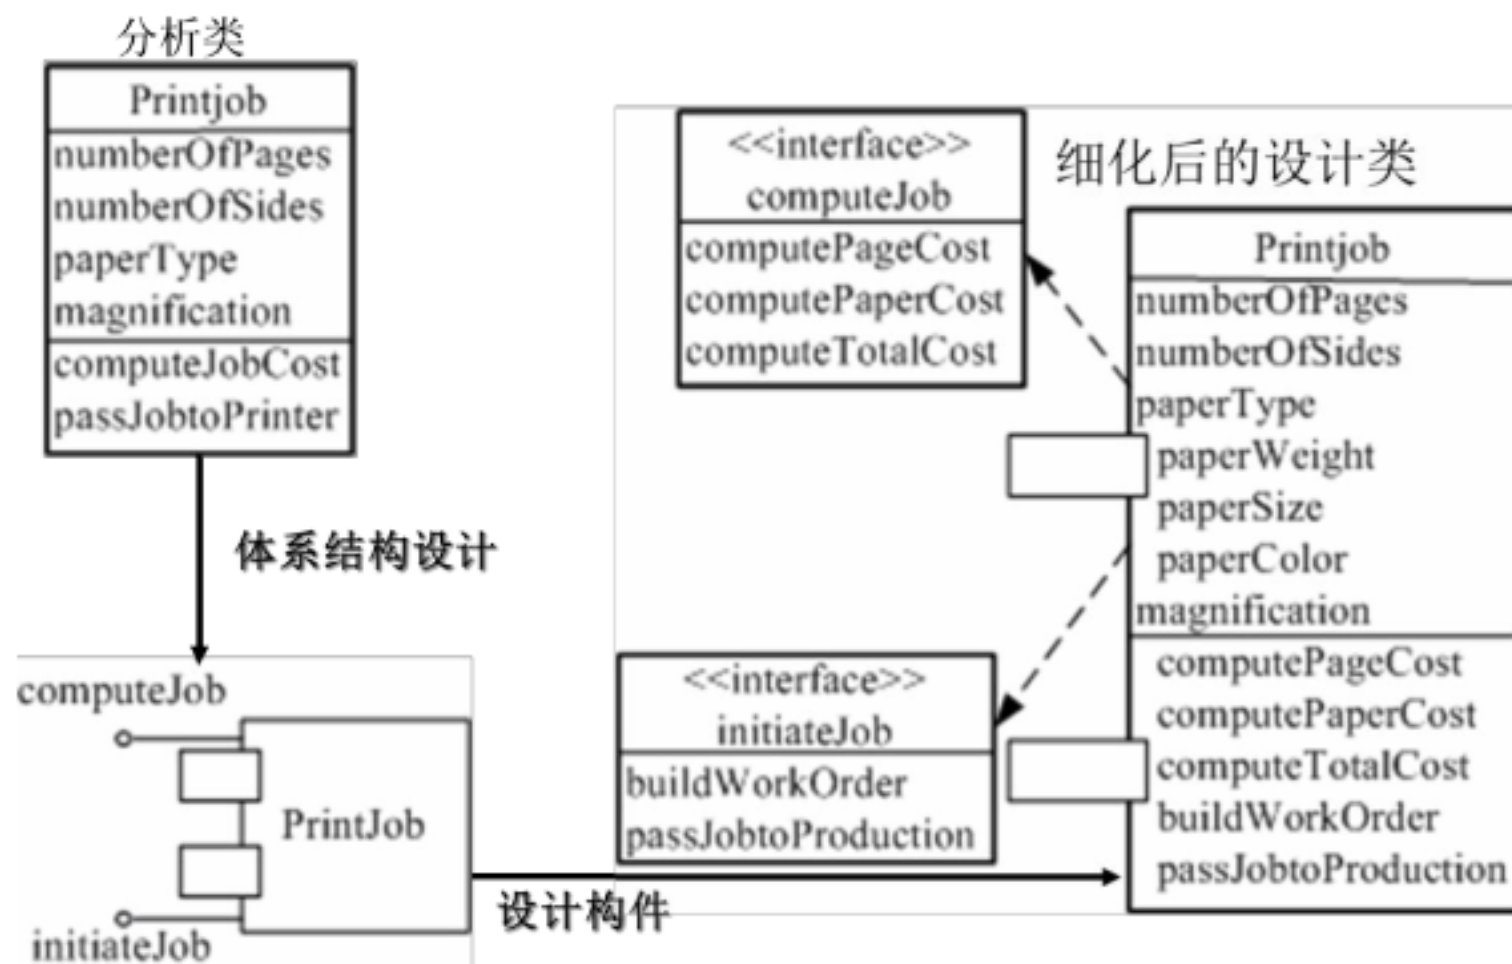 分析类
Printjob
numberOfPages
numberOfSides
paperType
magnification
computeJobCost
passJobtoPrinter
体系结构设计
computeJob
PrintJob
initiateJob
设计构件
<<interface>>
computeJob
computePageCost
computePaperCost
computeTotalCost
<<interface>>
initiateJob
buildWorkOrder
passJobtoProduction
细化后的设计类
Printjob
numberOfPages
numberOfSides
paperType
paperWeight
paperSize
paperColor
magnification
computePageCost
computePaperCost
computeTotalCost
buildWorkOrder
passJobtoProduction